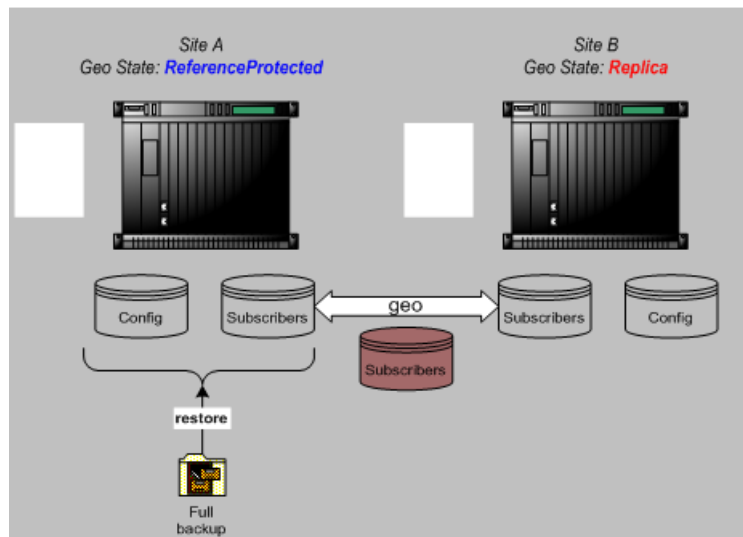 Site A
Geo State: ReferenceProtected
Site B
Geo State: Replica
Config
Subscribers
geo
Subscribers
Config
Subscribers
restore
Full
backup